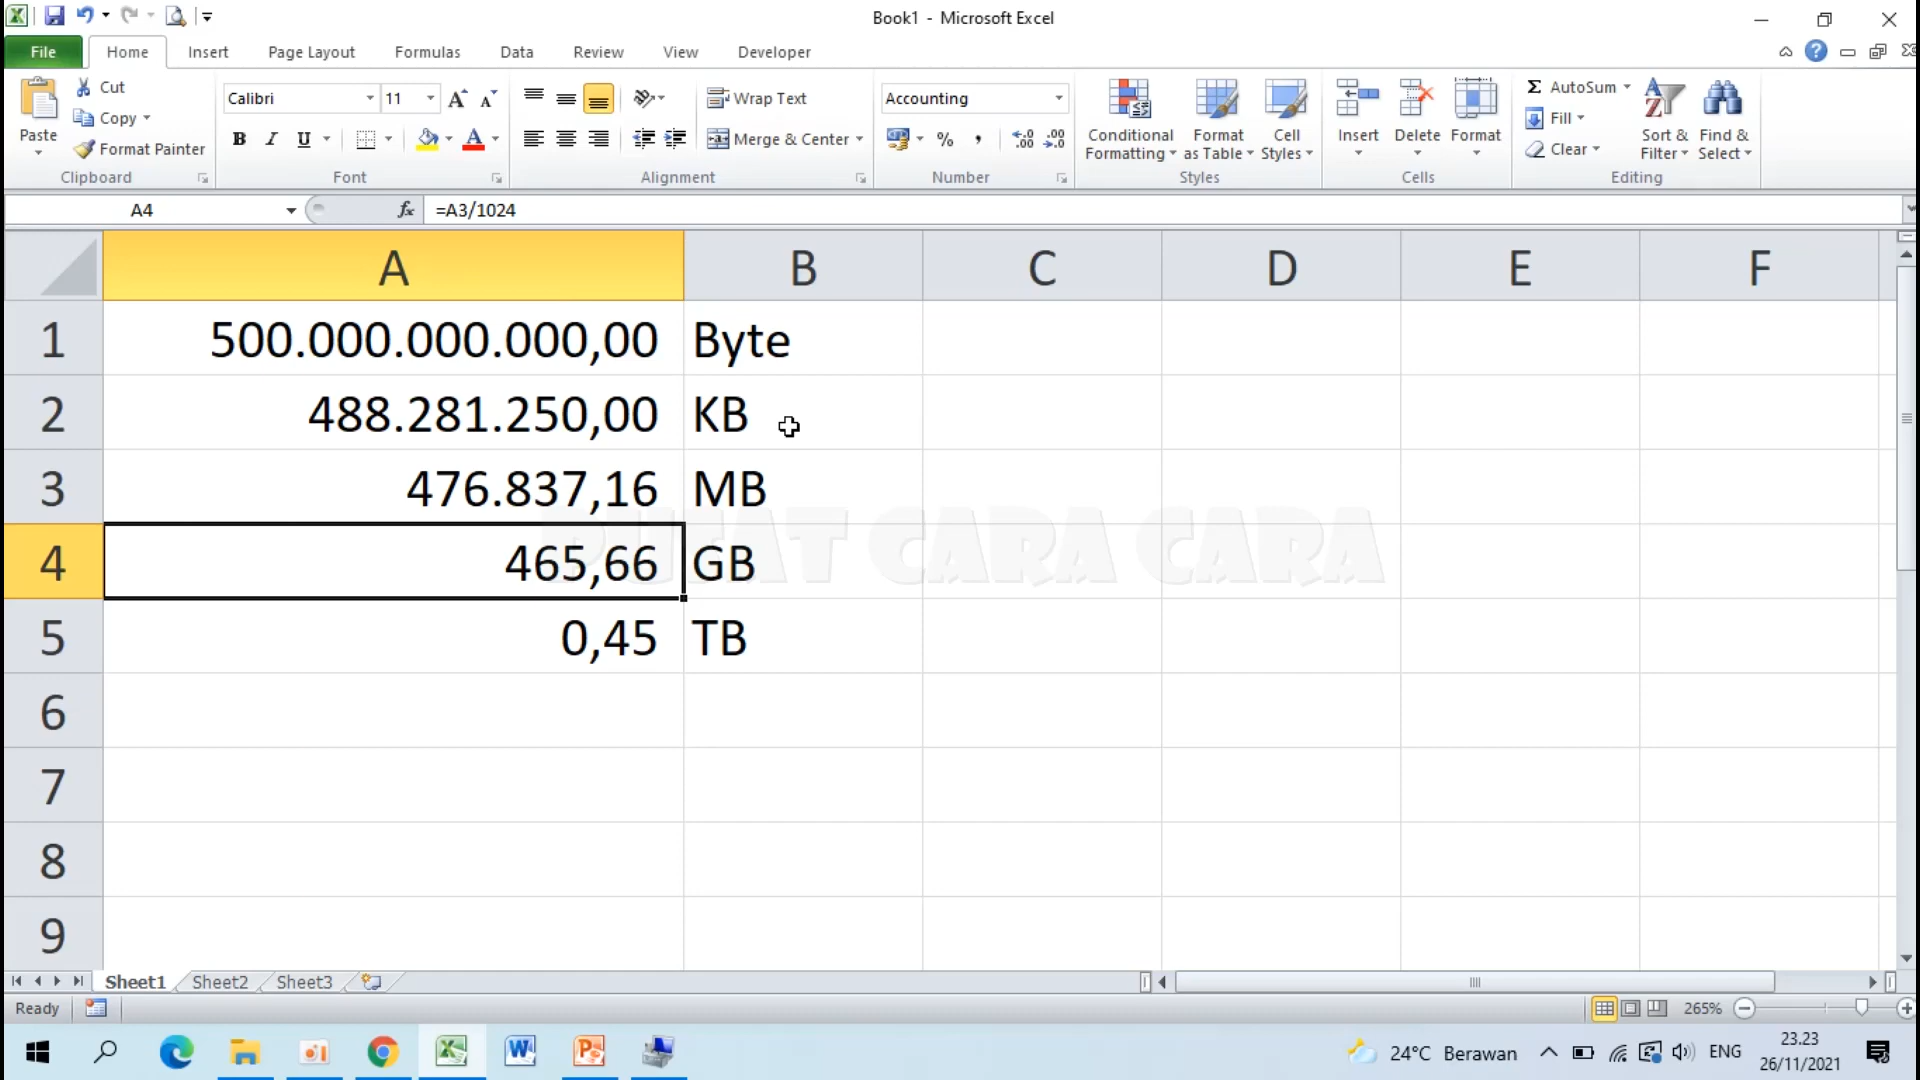 Book1 - Microsoft Excel
File Home Insert Page Layout Formulas Data Review View Developer
Paste
Cut
Copy
Format Painter
Clipboard
Calibri 11
B I U
Font
Wrap Text
Merge & Center
Alignment
Accounting
% ,
Number
Conditional Formatting
Format as Table
Cell Styles
Styles
Insert Delete Format
Cells
Σ AutoSum
Fill
Clear
Sort & Filter
Find & Select
Editing
A4 fx =A3/1024
A B C D E F
1 500.000.000.000,00 Byte
2 488.281.250,00 KB
3 476.837,16 MB
4 465,66 GB
5 0,45 TB
6
7
8
9
CARA CARA
Sheet1 Sheet2 Sheet3
Ready 265%
24°C Berawan ENG
23.23
26/11/2021